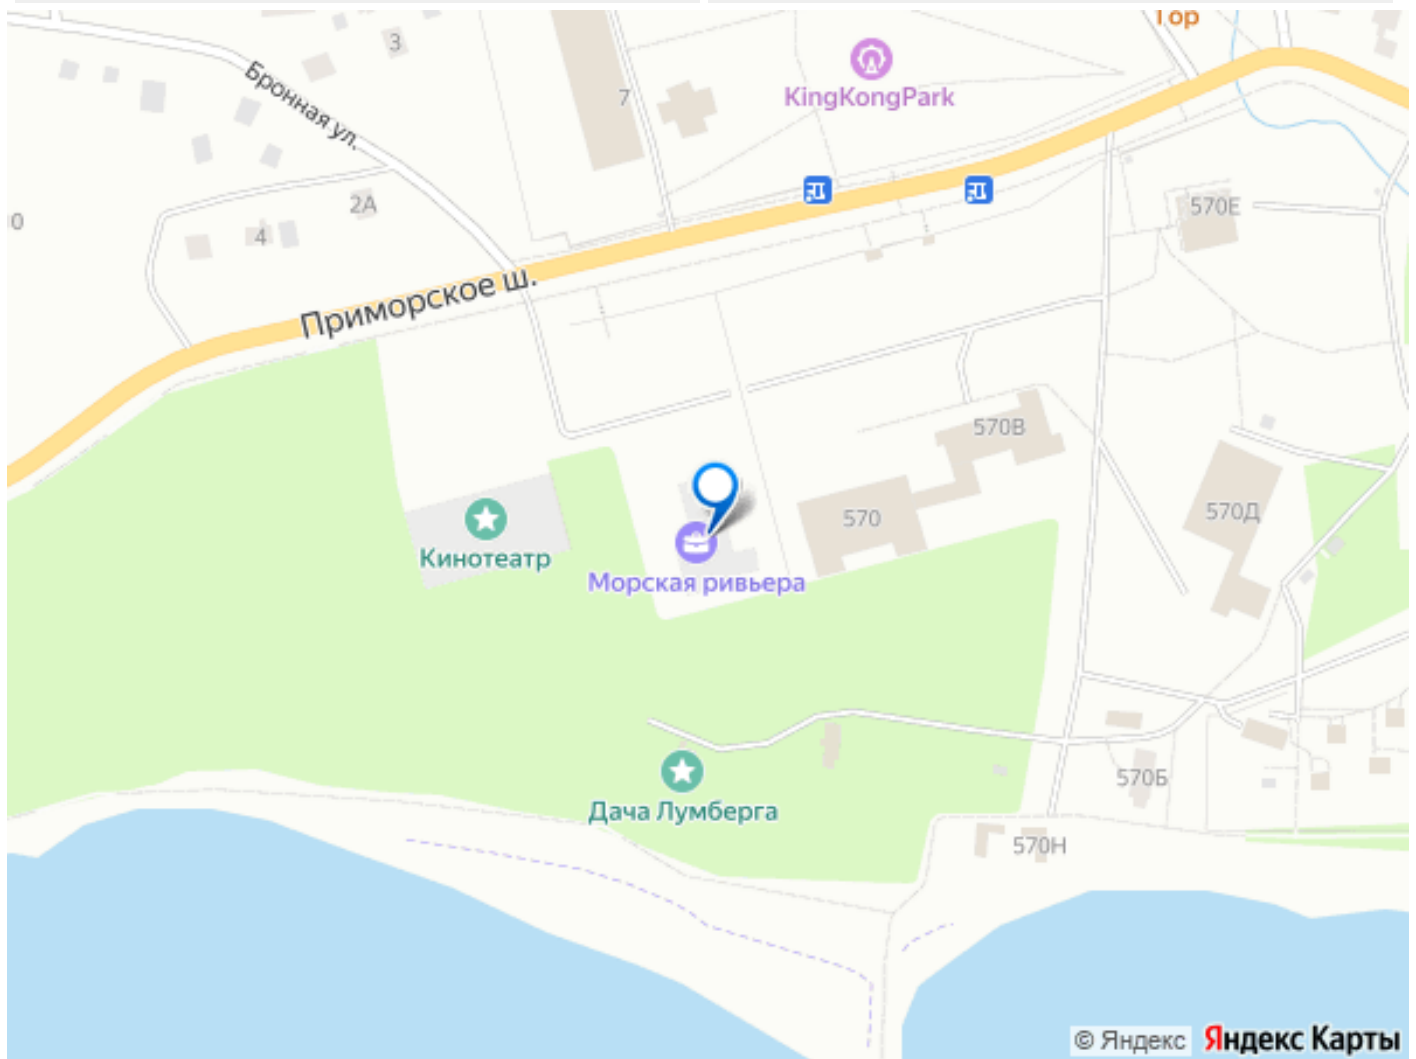 Тор
3
KingKongPark
Бронная ул.
7
2А
570Е
0
4
Приморское ш.
570В
570
570Д
Кинотеатр
Морская ривьера
570Б
Дача Лумберга
570Н
© Яндекс Яндекс Карты